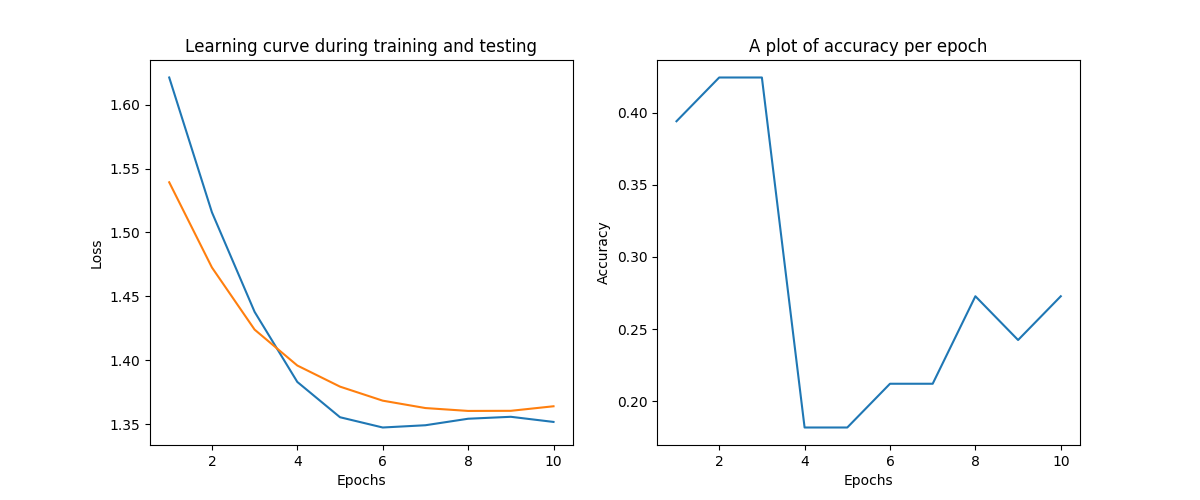 Learning curve during training and testing
1.60
1.55
1.50
1.45
1.40
1.35
Loss
2 4 6 8 10
Epochs
A plot of accuracy per epoch
0.40
0.35
0.30
0.25
0.20
Accuracy
2 4 6 8 10
Epochs